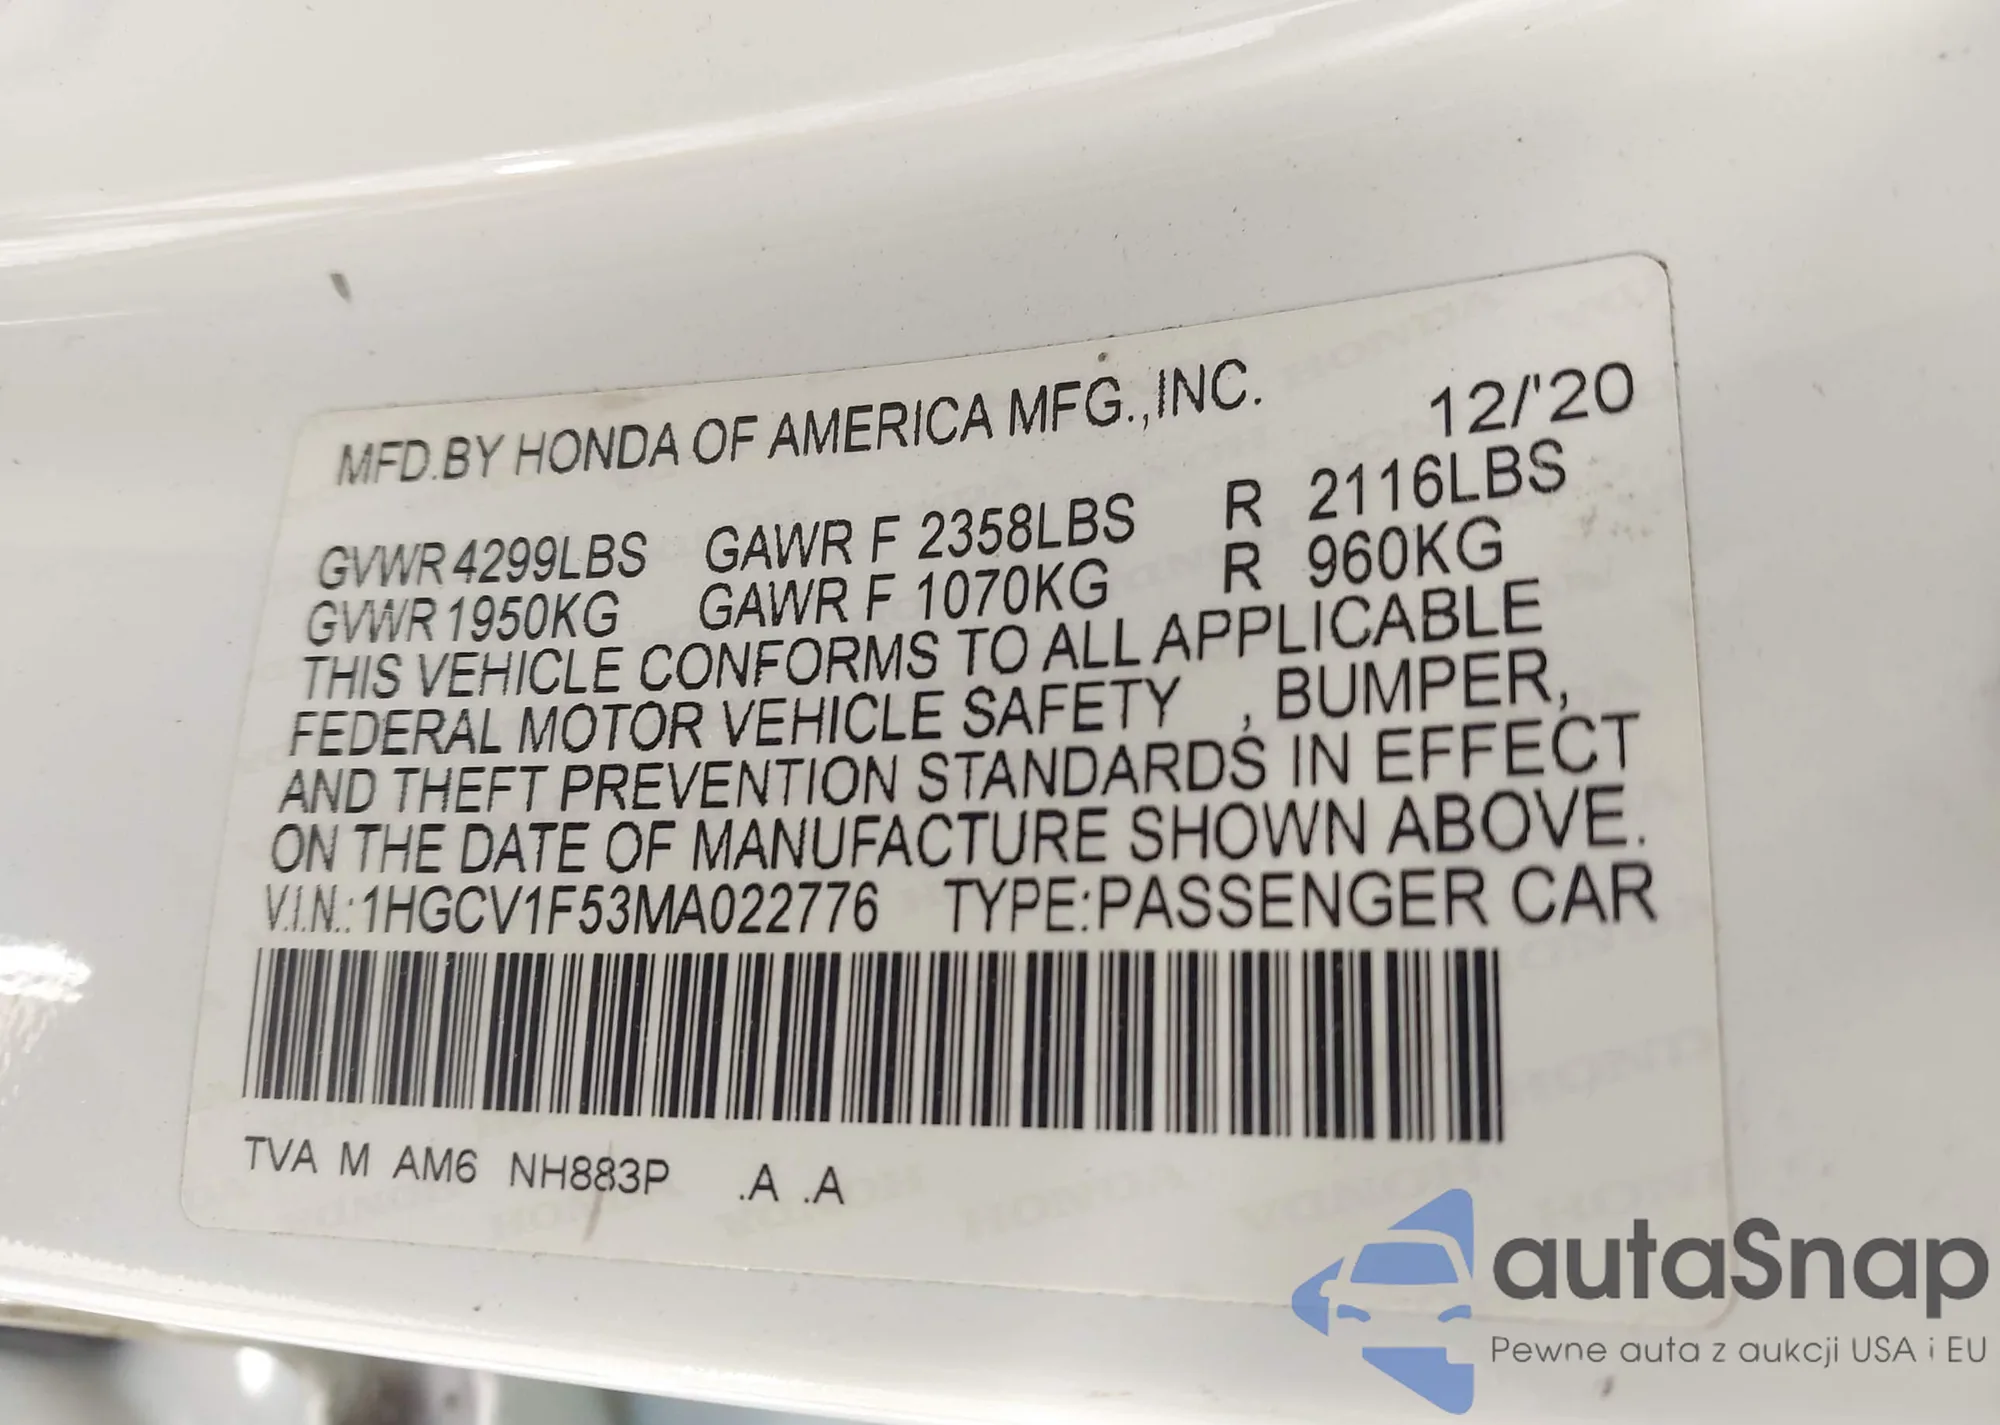 MFD.BY HONDA OF AMERICA MFG.,INC. 12/'20
GVWR 4299LBS GAWR F 2358LBS R 2116LBS
GVWR 1950KG GAWR F 1070KG R 960KG
THIS VEHICLE CONFORMS TO ALL APPLICABLE
FEDERAL MOTOR VEHICLE SAFETY , BUMPER,
AND THEFT PREVENTION STANDARDS IN EFFECT
ON THE DATE OF MANUFACTURE SHOWN ABOVE.
V.I.N.:1HGCV1F53MA022776 TYPE:PASSENGER CAR
TVA M AM6 NH883P .A .A
autaSnap
Pewne auta z aukcji USA i EU